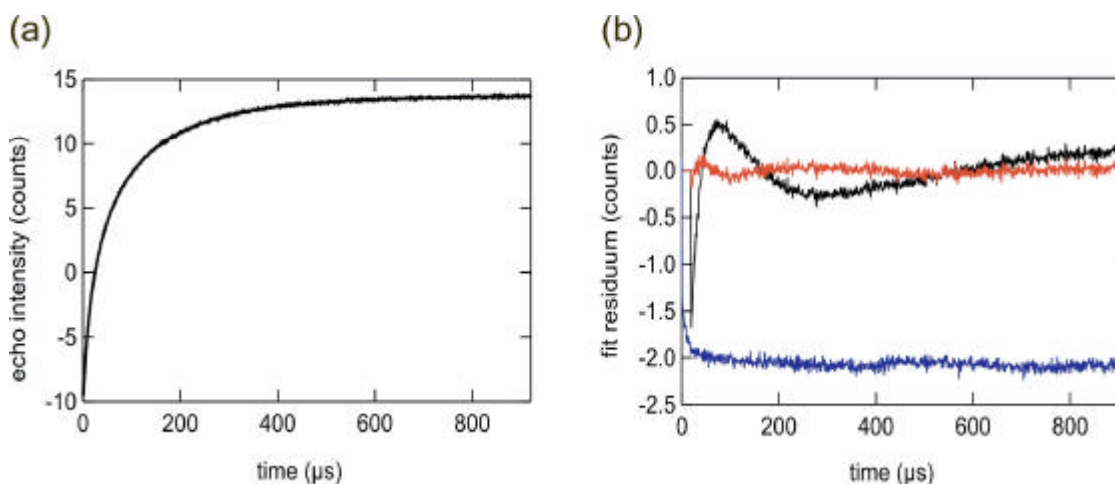 (a)
echo intensity (counts)
15
10
5
0
-5
-10
0 200 400 600 800
time (µs)
(b)
fit residuum (counts)
1.0
0.5
0.0
-0.5
-1.0
-1.5
-2.0
-2.5
0 200 400 600 800
time (µs)